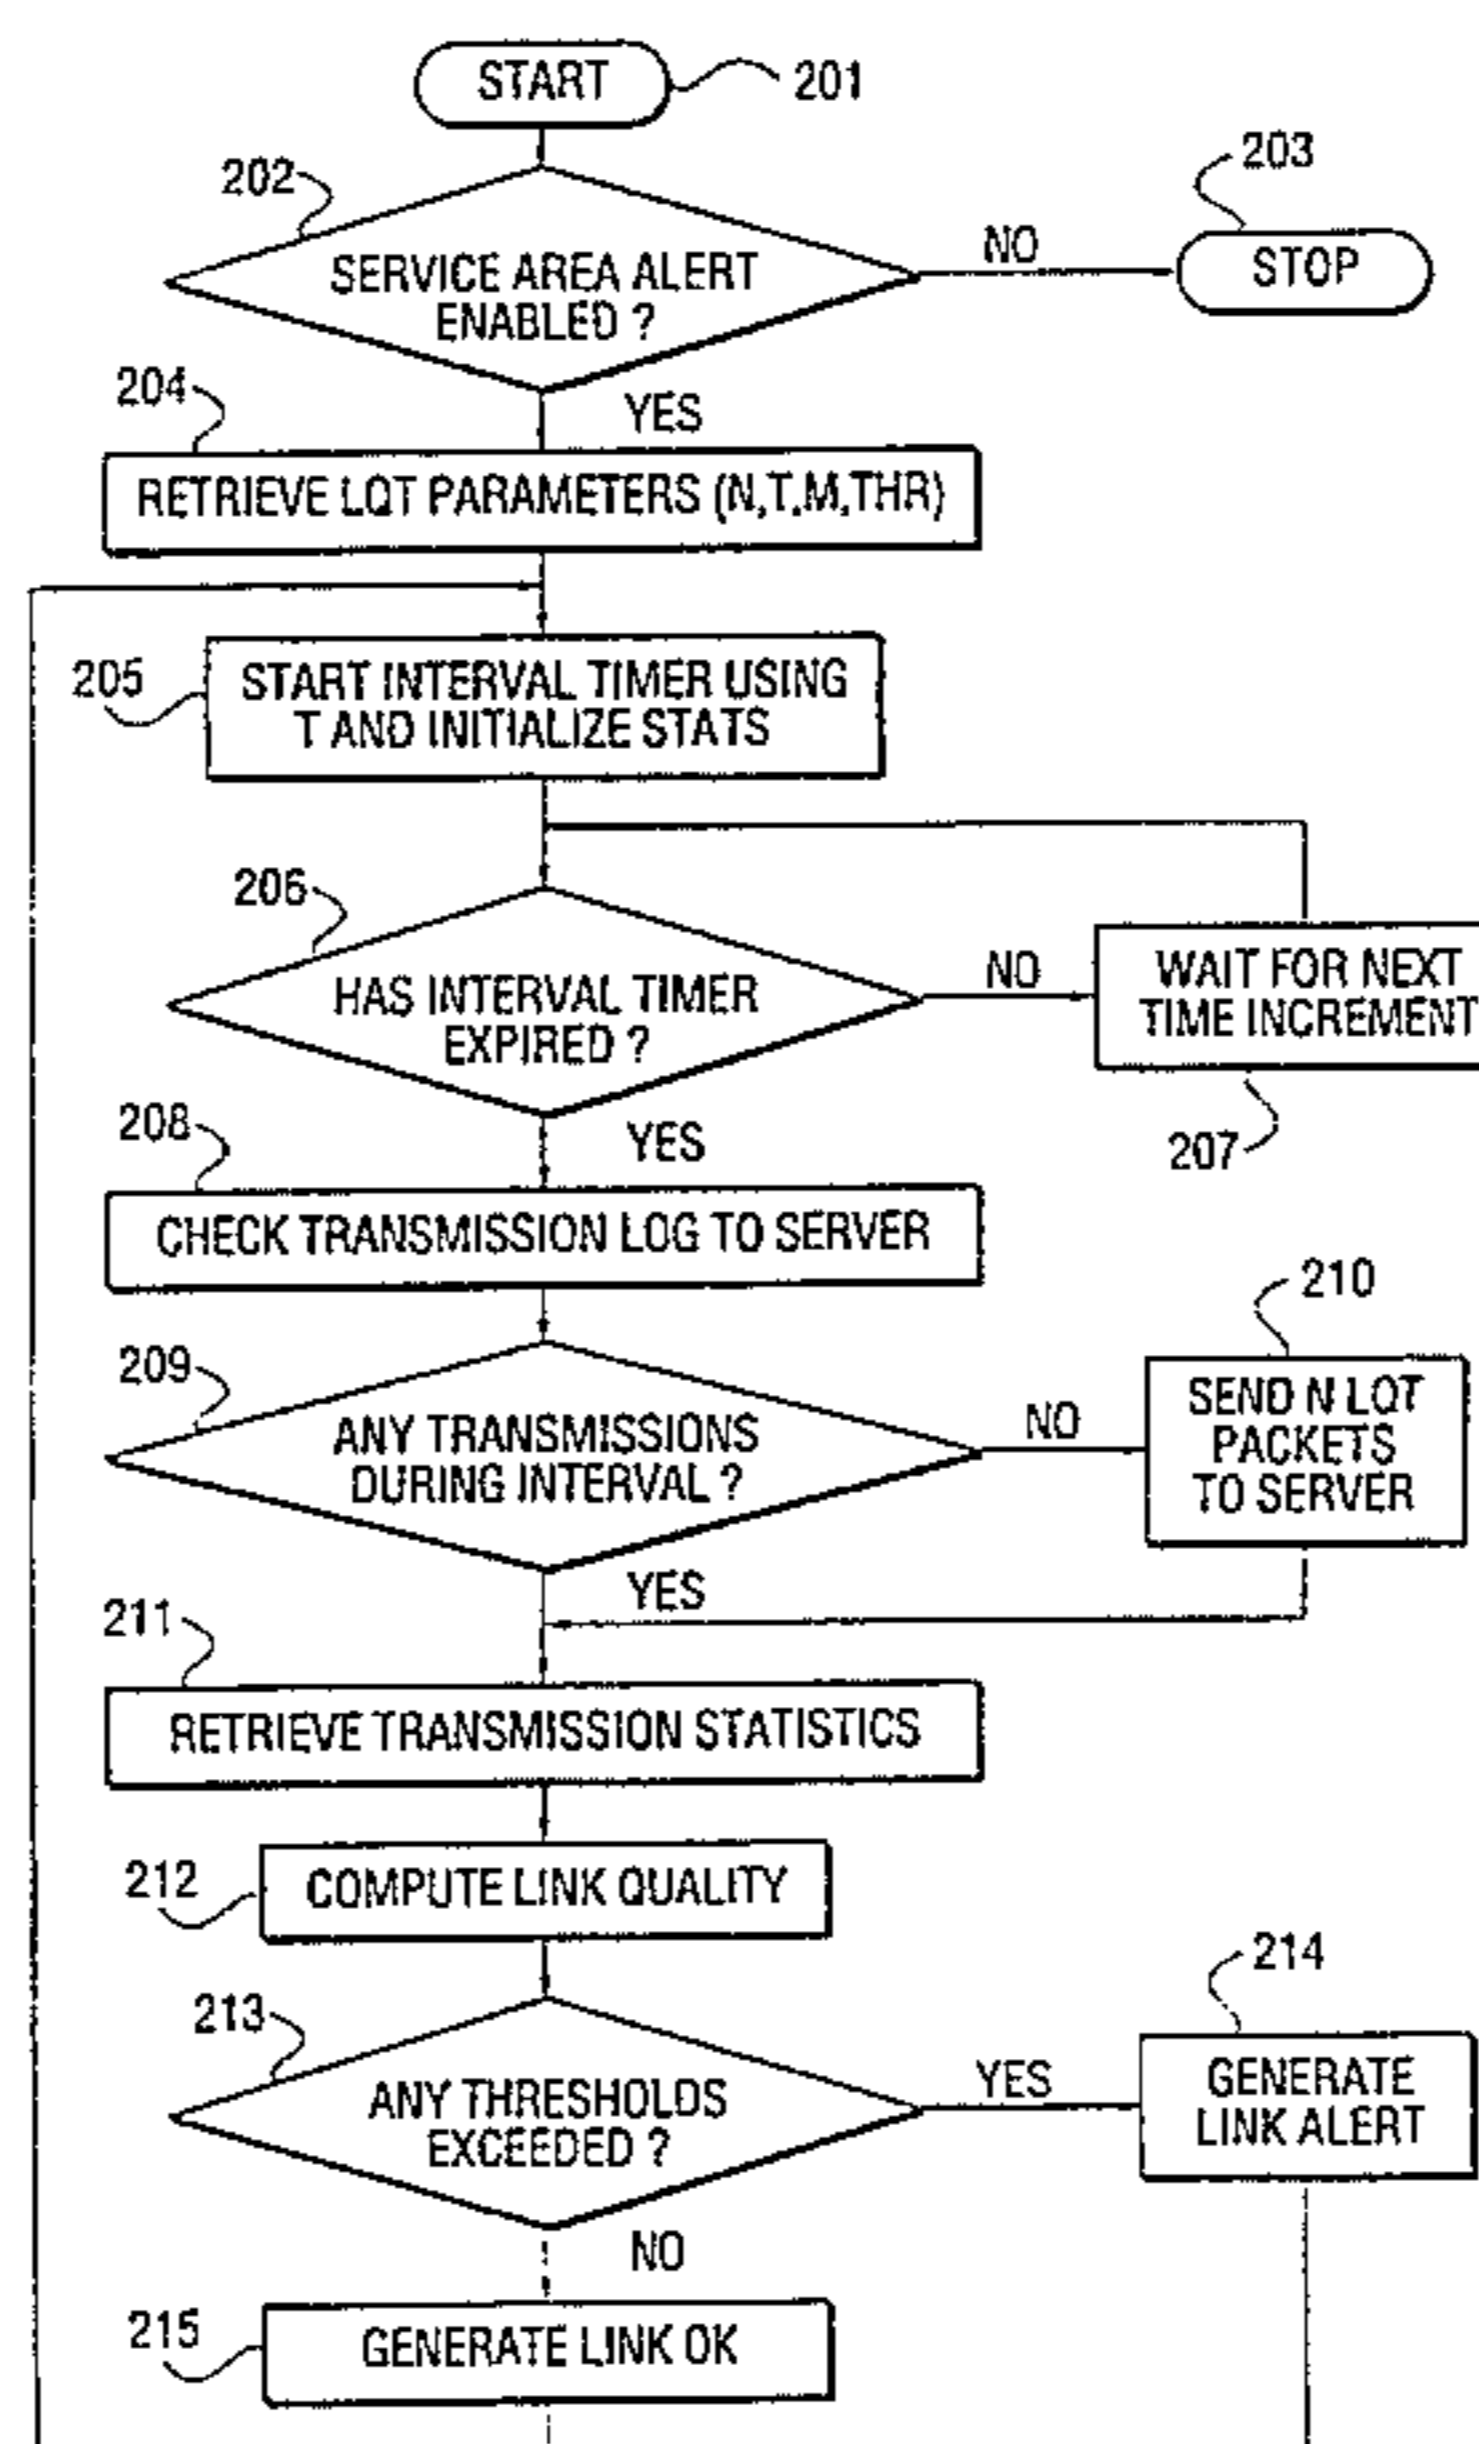 START
201
202
203
SERVICE AREA ALERT
ENABLED ?
NO
STOP
204
YES
RETRIEVE LQT PARAMETERS (N,T,M,THR)
205
START INTERVAL TIMER USING
T AND INITIALIZE STATS
206
HAS INTERVAL TIMER
EXPIRED ?
NO
WAIT FOR NEXT
TIME INCREMENT
207
208
YES
CHECK TRANSMISSION LOG TO SERVER
209
210
ANY TRANSMISSIONS
DURING INTERVAL ?
NO
SEND N LQT
PACKETS
TO SERVER
YES
211
RETRIEVE TRANSMISSION STATISTICS
212
COMPUTE LINK QUALITY
213
214
ANY THRESHOLDS
EXCEEDED ?
YES
GENERATE
LINK ALERT
NO
215
GENERATE LINK OK